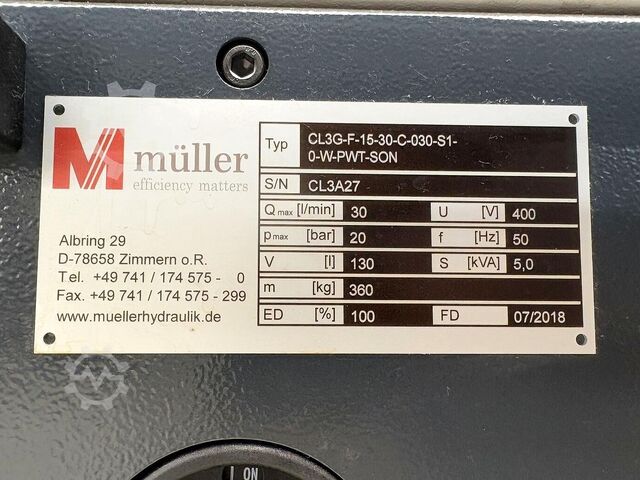 M müller
efficiency matters
Albring 29
D-78658 Zimmern o.R.
Tel. +49 741 / 174 575 - 0
Fax. +49 741 / 174 575 - 299
www.muellerhydraulik.de
Typ CL3G-F-15-30-C-030-S1-
0-W-PWT-SON
S/N CL3A27
Qmax [l/min] 30 U [V] 400
pmax [bar] 20 f [Hz] 50
V [l] 130 S [kVA] 5,0
m [kg] 360
ED [%] 100 FD 07/2018
I ON